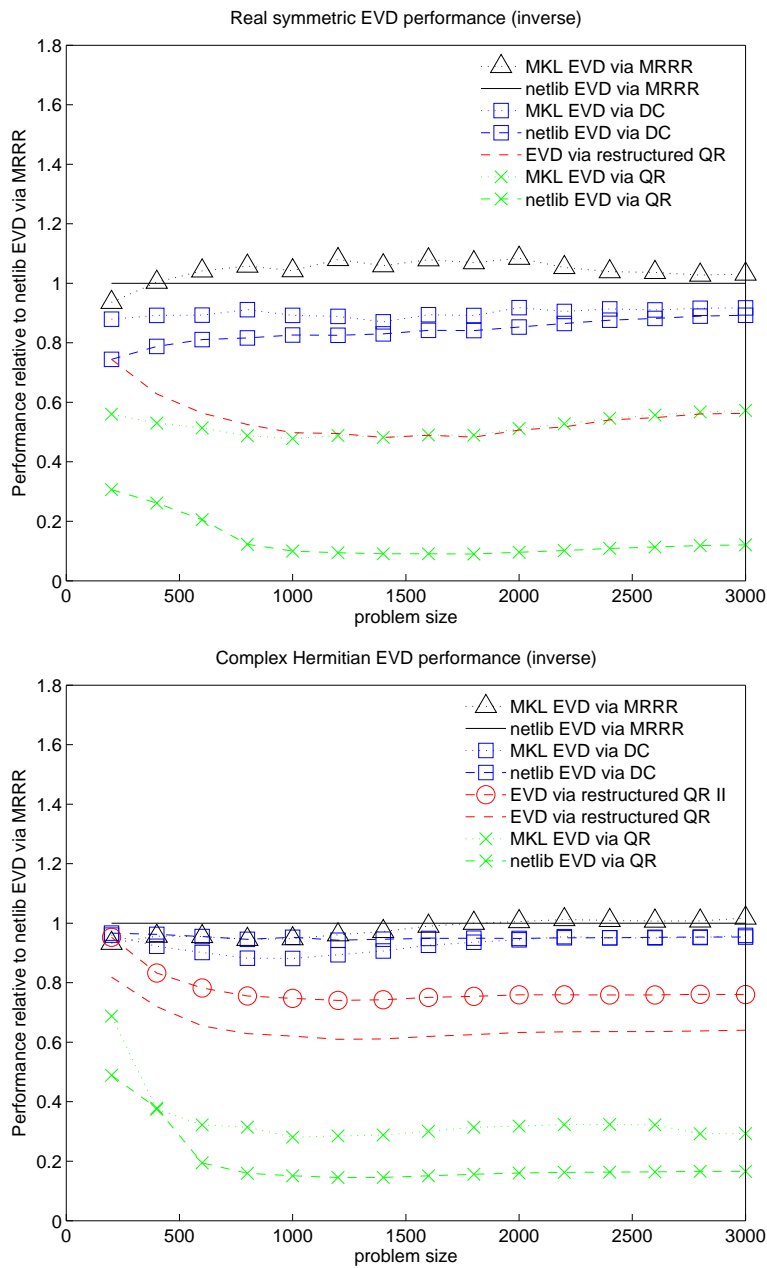 Real symmetric EVD performance (inverse)
1.8
1.6
1.4
1.2
1
0.8
0.6
0.4
0.2
0
Performance relative to netlib EVD via MRRR
MKL EVD via MRRR
netlib EVD via MRRR
MKL EVD via DC
netlib EVD via DC
EVD via restructured QR
MKL EVD via QR
netlib EVD via QR
0 500 1000 1500 2000 2500 3000
problem size
Complex Hermitian EVD performance (inverse)
1.8
1.6
1.4
1.2
1
0.8
0.6
0.4
0.2
0
Performance relative to netlib EVD via MRRR
MKL EVD via MRRR
netlib EVD via MRRR
MKL EVD via DC
netlib EVD via DC
EVD via restructured QR II
EVD via restructured QR
MKL EVD via QR
netlib EVD via QR
0 500 1000 1500 2000 2500 3000
problem size